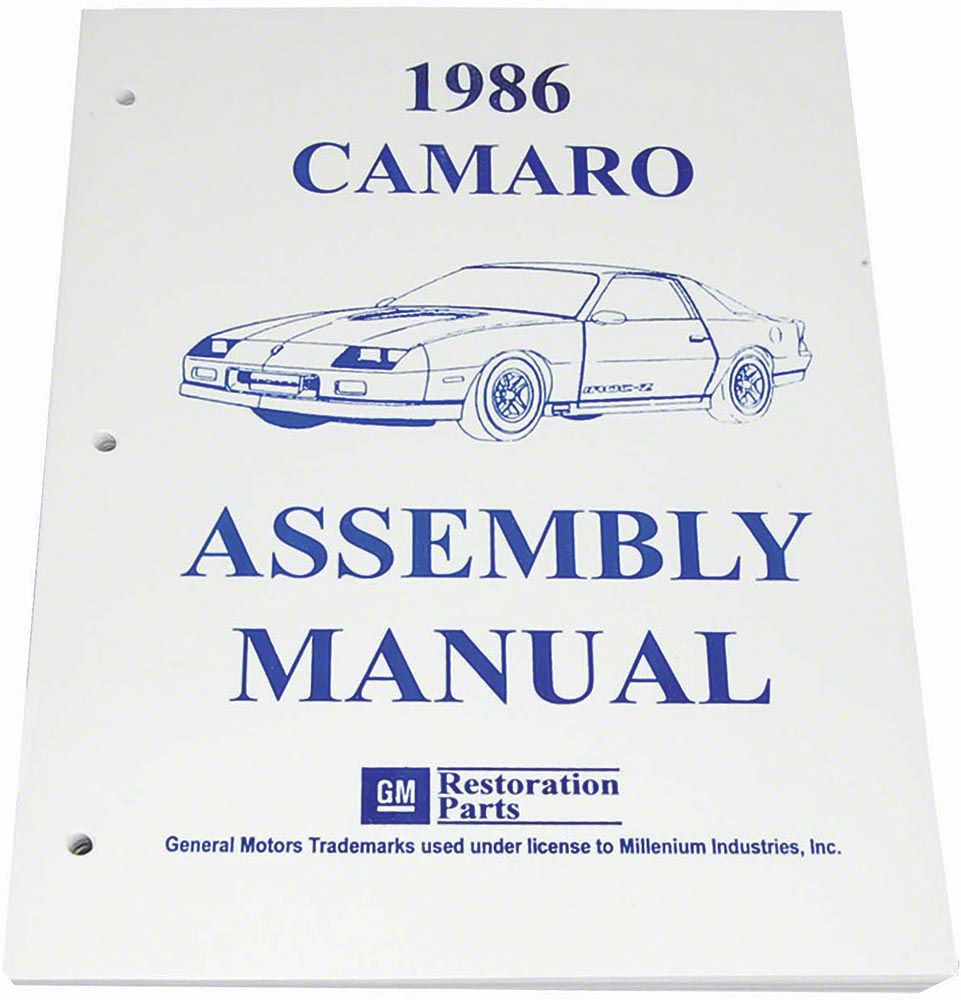 1986
CAMARO
IROC-Z
ASSEMBLY
MANUAL
GM
Restoration
Parts
General Motors Trademarks used under license to Millenium Industries, Inc.